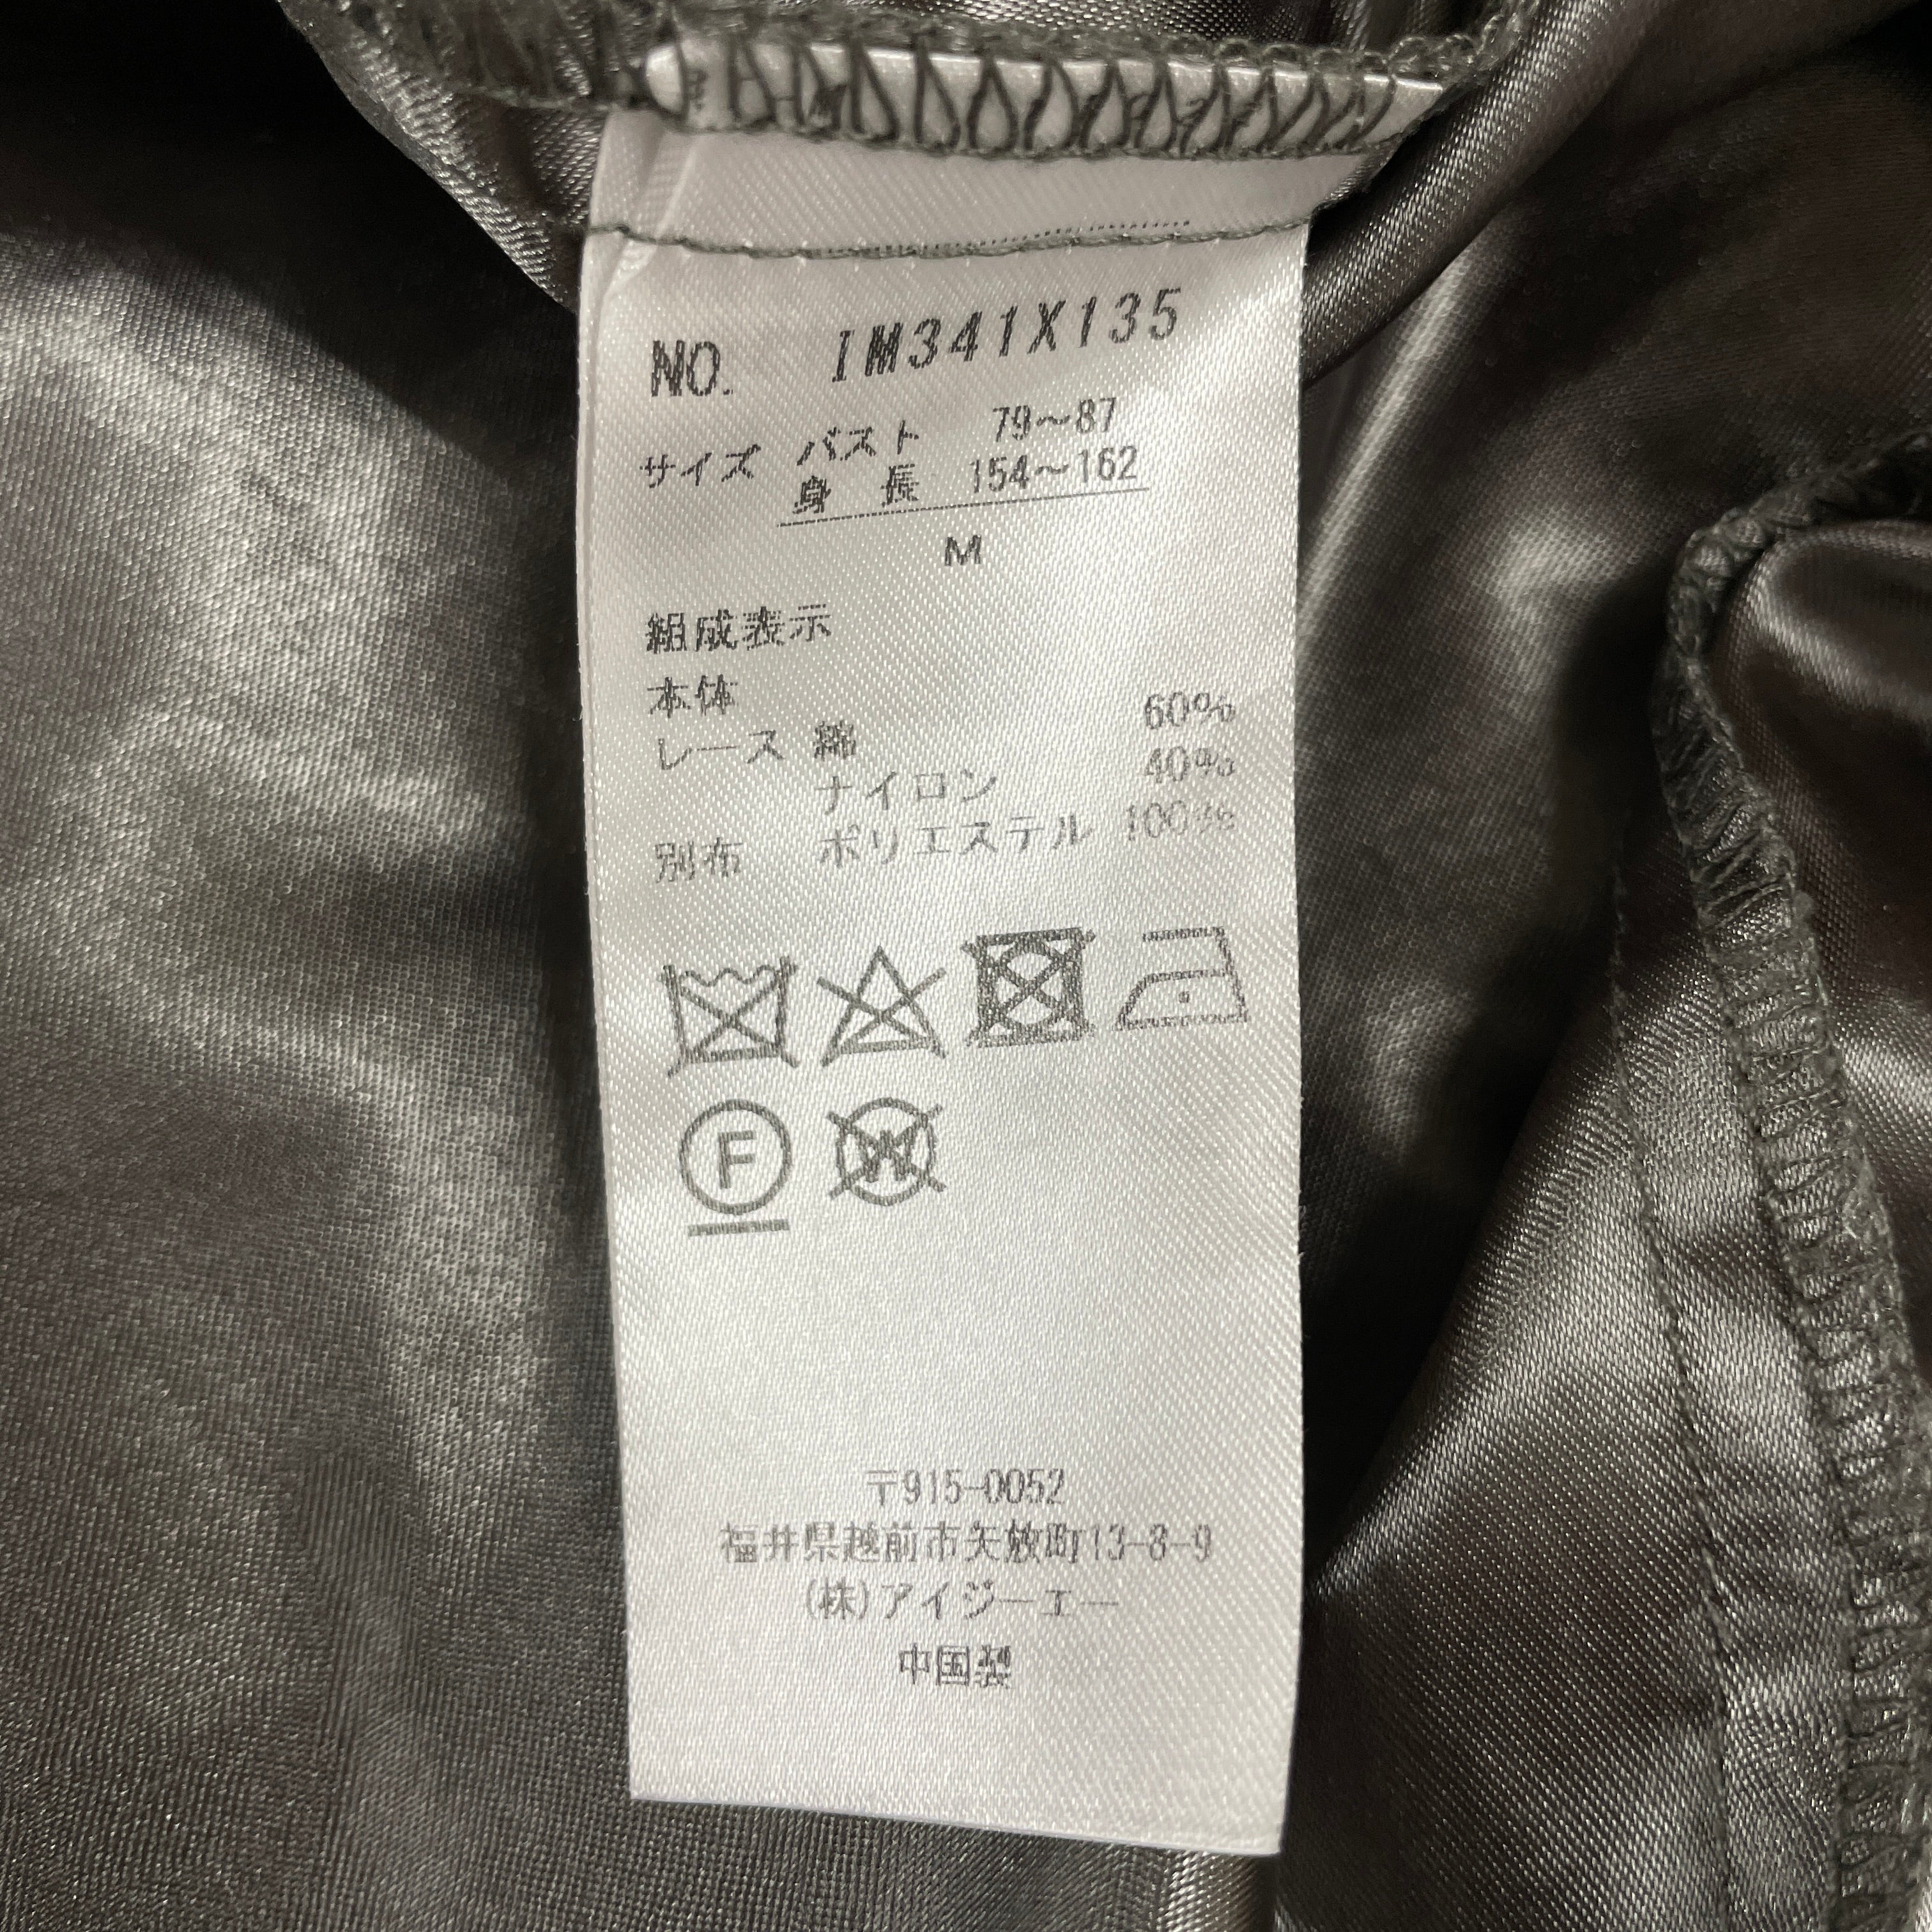 NO. IM341X135
サイズ バスト 79～87
身長 154～162
M
組成表示
本体
レース 綿 60%
ナイロン 40%
別布 ポリエステル 100%
F
W
〒915-0052
福井県越前市矢放町13-8-9
(株)アイジーエー
中国製